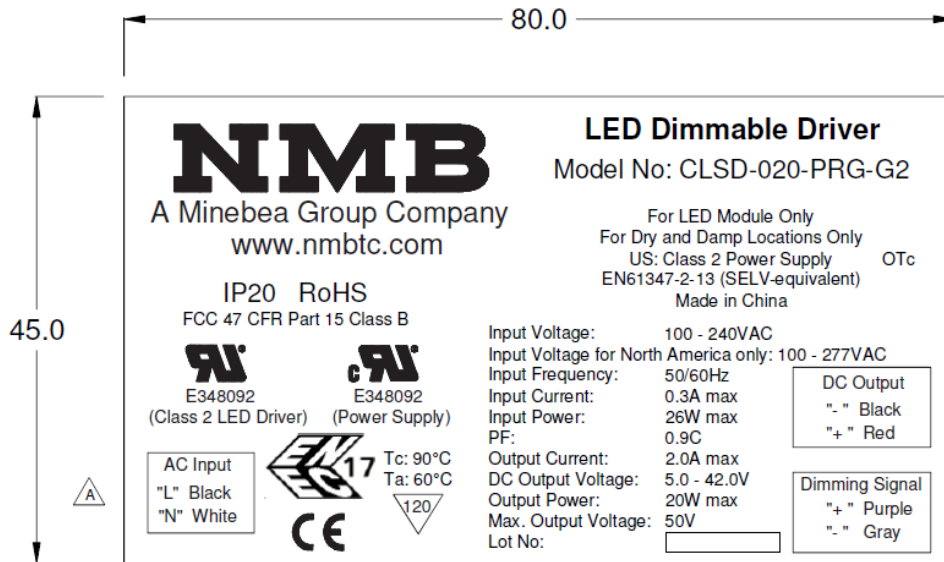 80.0
45.0
NMB
A Minebea Group Company
www.nmbtc.com
IP20 RoHS
FCC 47 CFR Part 15 Class B
E348092
(Class 2 LED Driver)
c
E348092
(Power Supply)
AC Input
"L" Black
"N" White
A
ENEC
17
Tc: 90°C
Ta: 60°C
120
CE
LED Dimmable Driver
Model No: CLSD-020-PRG-G2
For LED Module Only
For Dry and Damp Locations Only
US: Class 2 Power Supply
OTc
EN61347-2-13 (SELV-equivalent)
Made in China
Input Voltage: 100 - 240VAC
Input Voltage for North America only: 100 - 277VAC
Input Frequency: 50/60Hz
Input Current: 0.3A max
Input Power: 26W max
PF: 0.9C
Output Current: 2.0A max
DC Output Voltage: 5.0 - 42.0V
Output Power: 20W max
Max. Output Voltage: 50V
Lot No:
DC Output
"-" Black
"+" Red
Dimming Signal
"+" Purple
"-" Gray